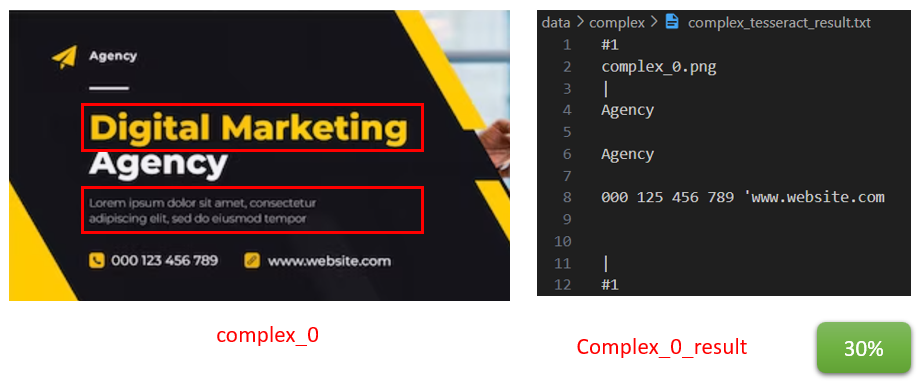 Agency
Digital Marketing
Agency
Lorem ipsum dolor sit amet, consectetur
adipiscing elit, sed do eiusmod tempor
000 123 456 789 www.website.com
complex_0
data > complex > complex_tesseract_result.txt
1 #1
2 complex_0.png
3 |
4 Agency
5
6 Agency
7
8 000 125 456 789 'www.website.com
9
10
11 |
12 #1
Complex_0_result
30%